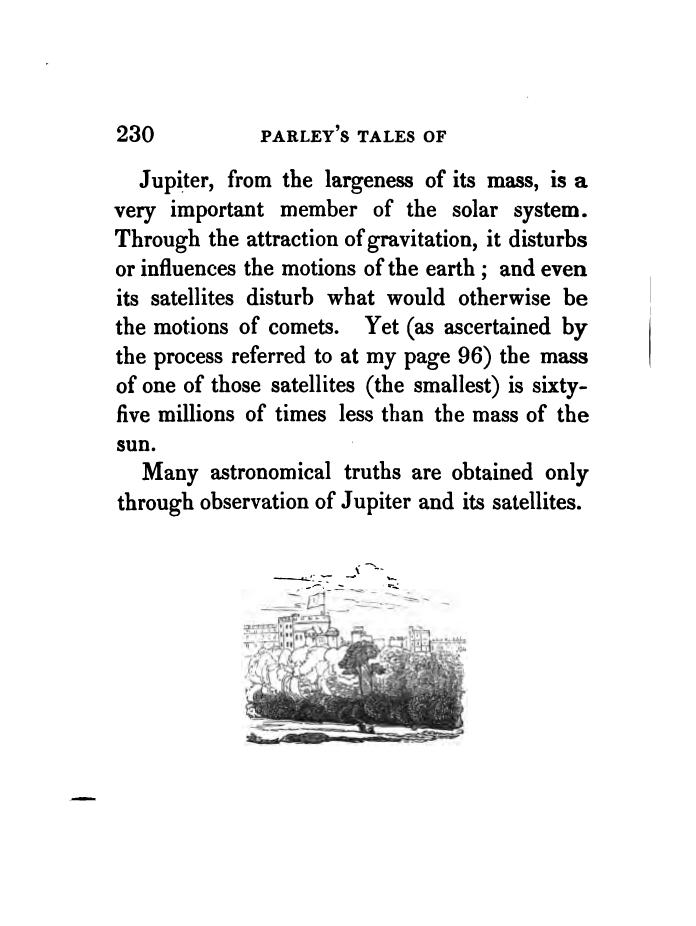 230 PARLEY'S TALES OF
Jupiter, from the largeness of its mass, is a
very important member of the solar system.
Through the attraction of gravitation, it disturbs
or influences the motions of the earth ; and even
its satellites disturb what would otherwise be
the motions of comets. Yet (as ascertained by
the process referred to at my page 96) the mass
of one of those satellites (the smallest) is sixty-
five millions of times less than the mass of the
sun.
Many astronomical truths are obtained only
through observation of Jupiter and its satellites.